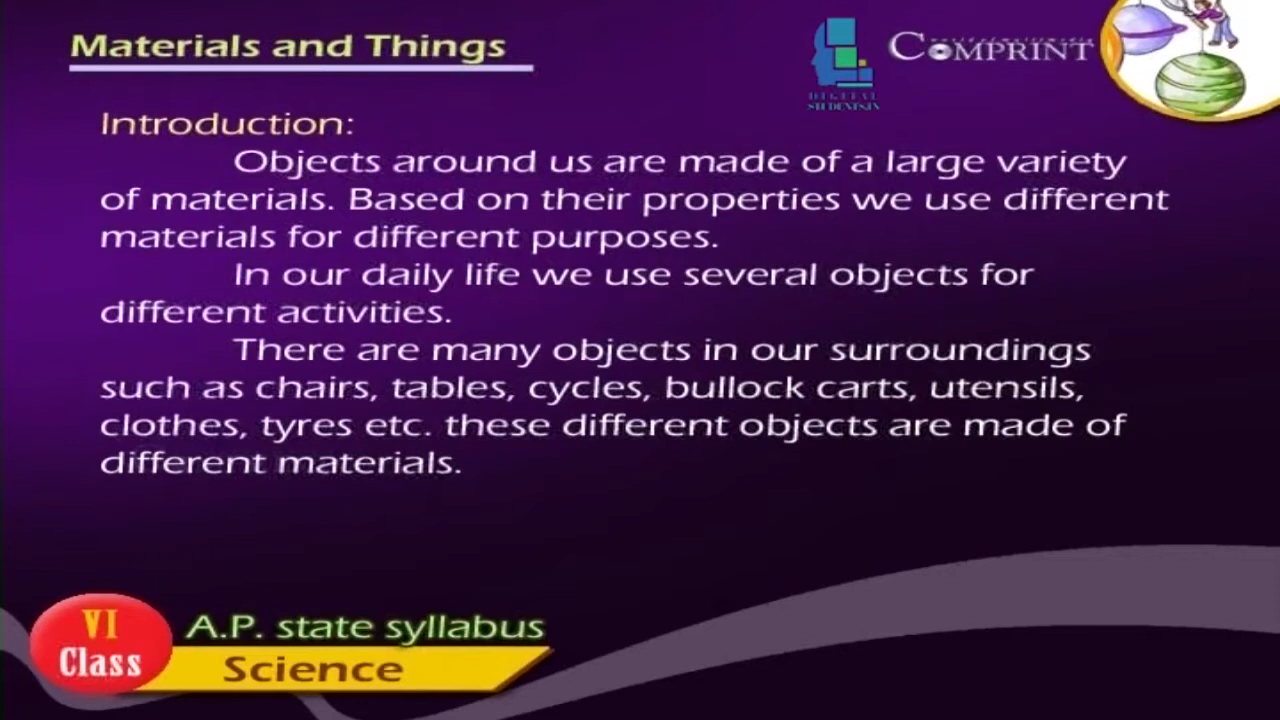 Materials and Things
COMPRINT
DIGITAL
STUDENTS.IN
Introduction:
Objects around us are made of a large variety
of materials. Based on their properties we use different
materials for different purposes.
In our daily life we use several objects for
different activities.
There are many objects in our surroundings
such as chairs, tables, cycles, bullock carts, utensils,
clothes, tyres etc. these different objects are made of
different materials.
VI
Class
A.P. state syllabus
Science